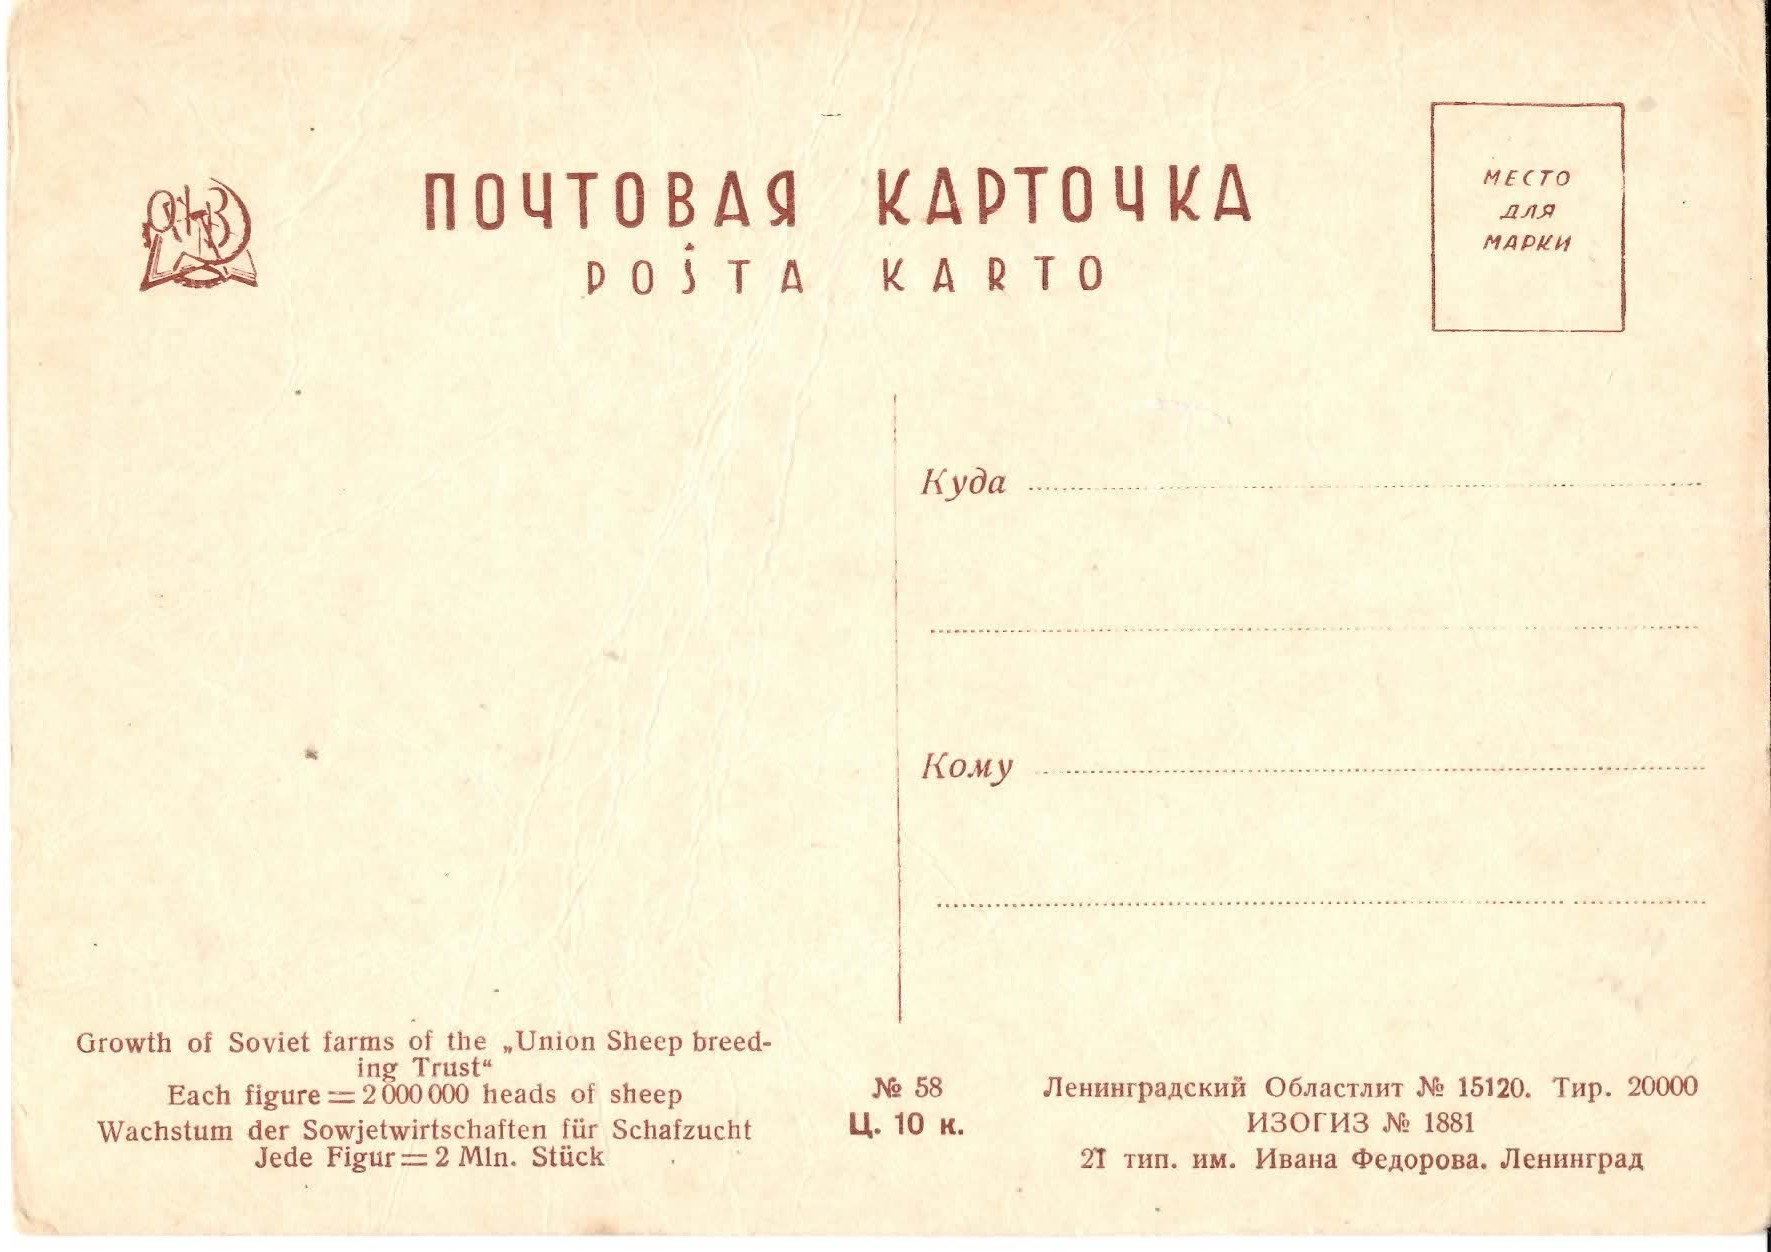 ПОЧТОВАЯ КАРТОЧКА
POŜTA KARTO
МЕСТО
ДЛЯ
МАРКИ
Куда
Кому
Growth of Soviet farms of the „Union Sheep breed-
ing Trust“
Each figure = 2 000 000 heads of sheep
Wachstum der Sowjetwirtschaften für Schafzucht
Jede Figur = 2 Mln. Stück
№ 58
Ц. 10 к.
Ленинградский Областлит № 15120. Тир. 20000
ИЗОГИЗ № 1881
21 тип. им. Ивана Федорова. Ленинград